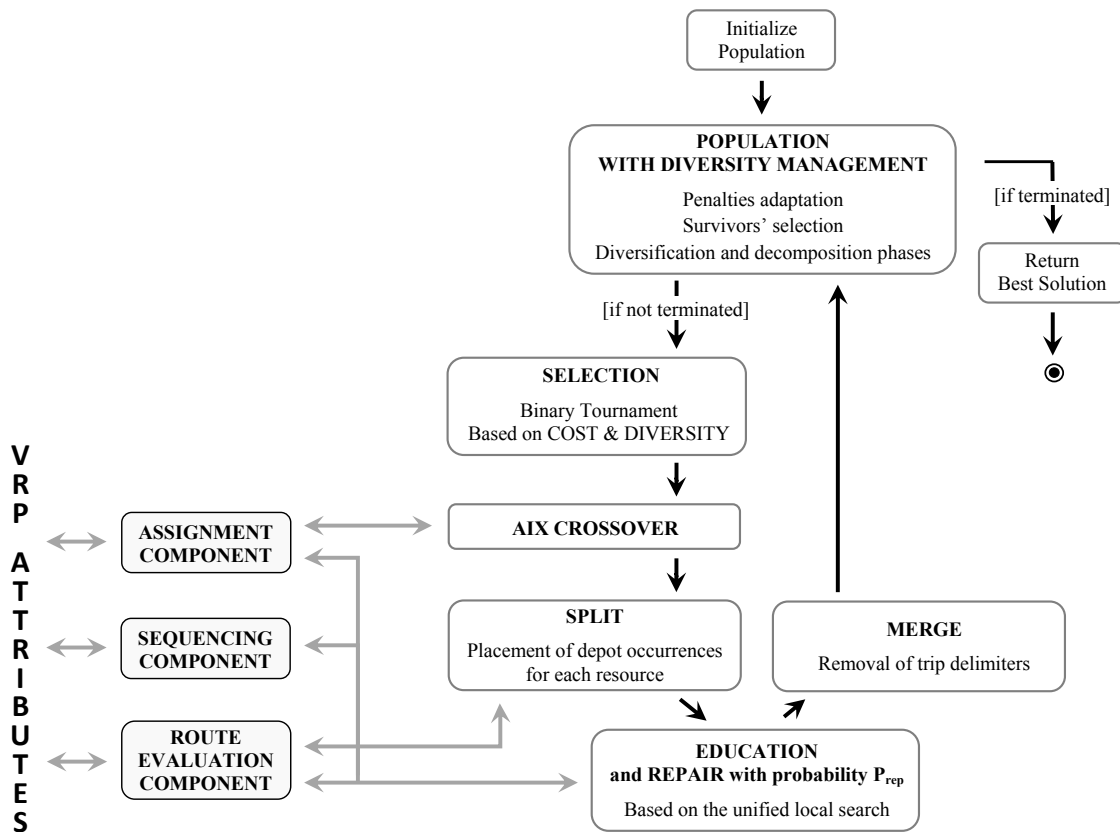 Initialize
Population
POPULATION
WITH DIVERSITY MANAGEMENT
Penalties adaptation
Survivors’ selection
Diversification and decomposition phases
[if terminated]
Return
Best Solution
[if not terminated]
SELECTION
Binary Tournament
Based on COST & DIVERSITY
VRP ATTRIBUTES
ASSIGNMENT
COMPONENT
AIX CROSSOVER
SEQUENCING
COMPONENT
SPLIT
Placement of depot occurrences
for each resource
MERGE
Removal of trip delimiters
ROUTE
EVALUATION
COMPONENT
EDUCATION
and REPAIR with probability Prep
Based on the unified local search